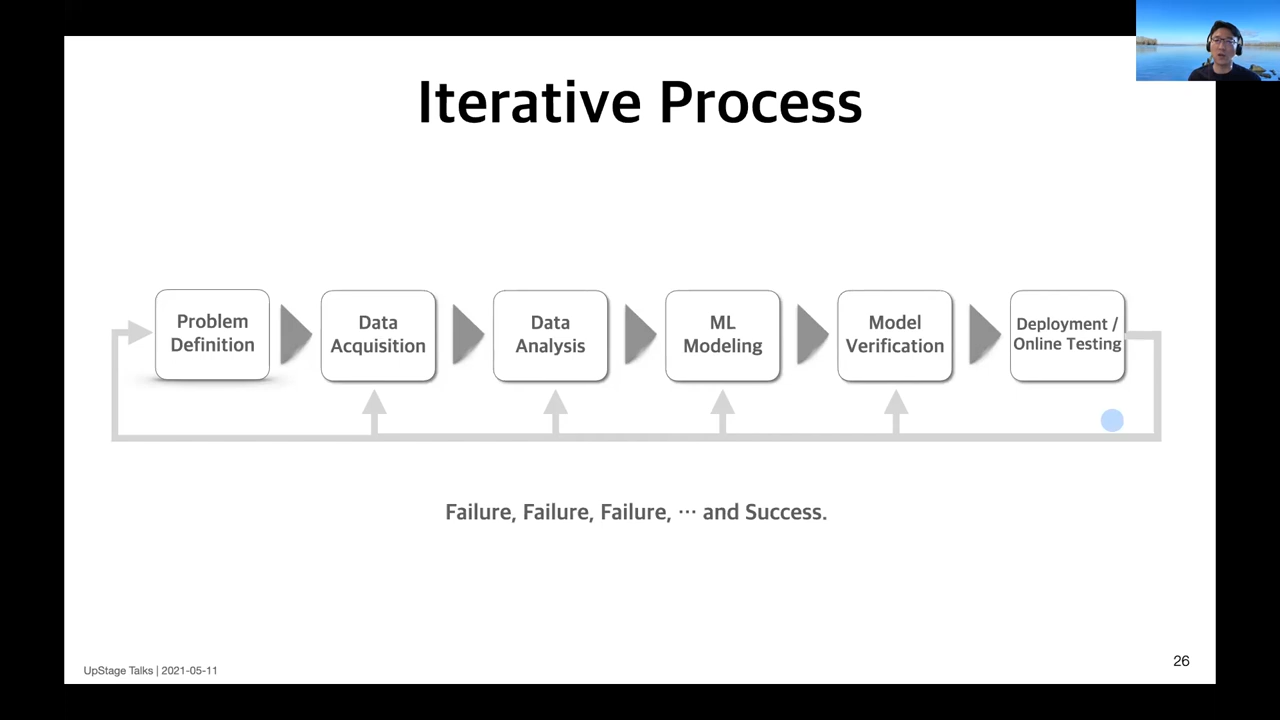 Iterative Process
Problem
Definition
Data
Acquisition
Data
Analysis
ML
Modeling
Model
Verification
Deployment /
Online Testing
Failure, Failure, Failure, ⋯ and Success.
UpStage Talks | 2021-05-11
26